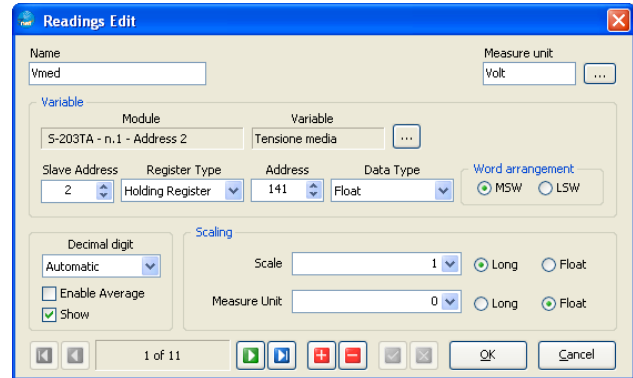 Readings Edit
Name
Measure unit
Vmed
Volt
...
Variable
Module
Variable
S-203TA - n.1 - Address 2
Tensione media
...
Slave Address
Register Type
Address
Data Type
Word arrangement
2
Holding Register
141
Float
MSW
LSW
Decimal digit
Automatic
Enable Average
Show
Scaling
Scale
1
Long
Float
Measure Unit
0
Long
Float
1 of 11
OK
Cancel